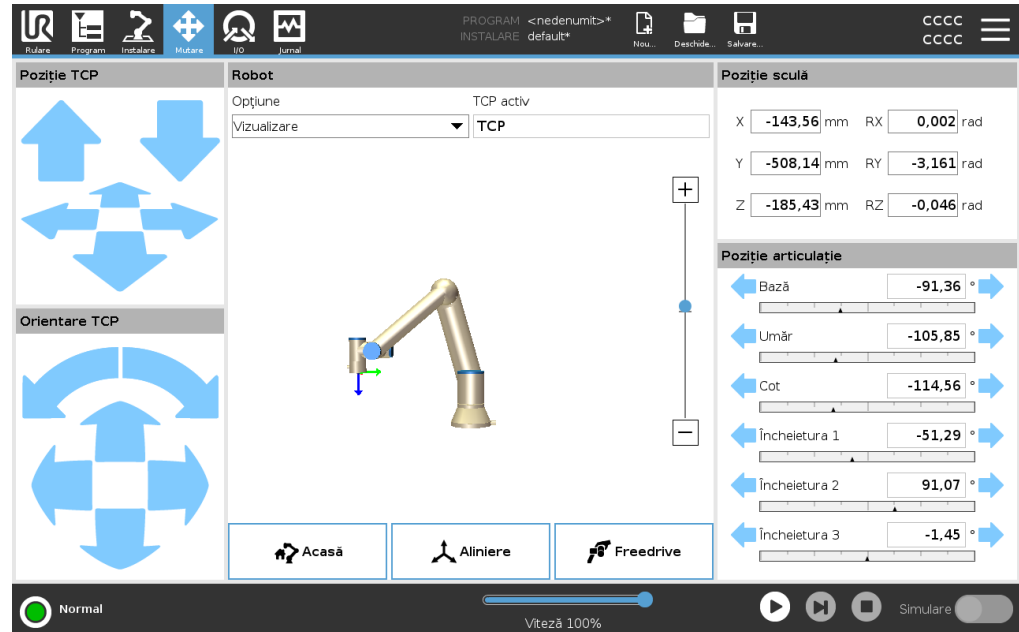 UR
Rulare
Program
Instalare
Mutare
I/O
Jurnal
PROGRAM <nedenumit>*
INSTALARE default*
Nou...
Deschide...
Salvare...
CCCC
CCCC
Poziție TCP
Robot
Opțiune
TCP activ
Vizualizare
TCP
Poziție sculă
X -143,56 mm RX 0,002 rad
Y -508,14 mm RY -3,161 rad
Z -185,43 mm RZ -0,046 rad
Poziție articulație
Bază -91,36 °
Umăr -105,85 °
Cot -114,56 °
Încheietura 1 -51,29 °
Încheietura 2 91,07 °
Încheietura 3 -1,45 °
Orientare TCP
Acasă
Aliniere
Freedrive
Normal
Viteză 100%
Simulare